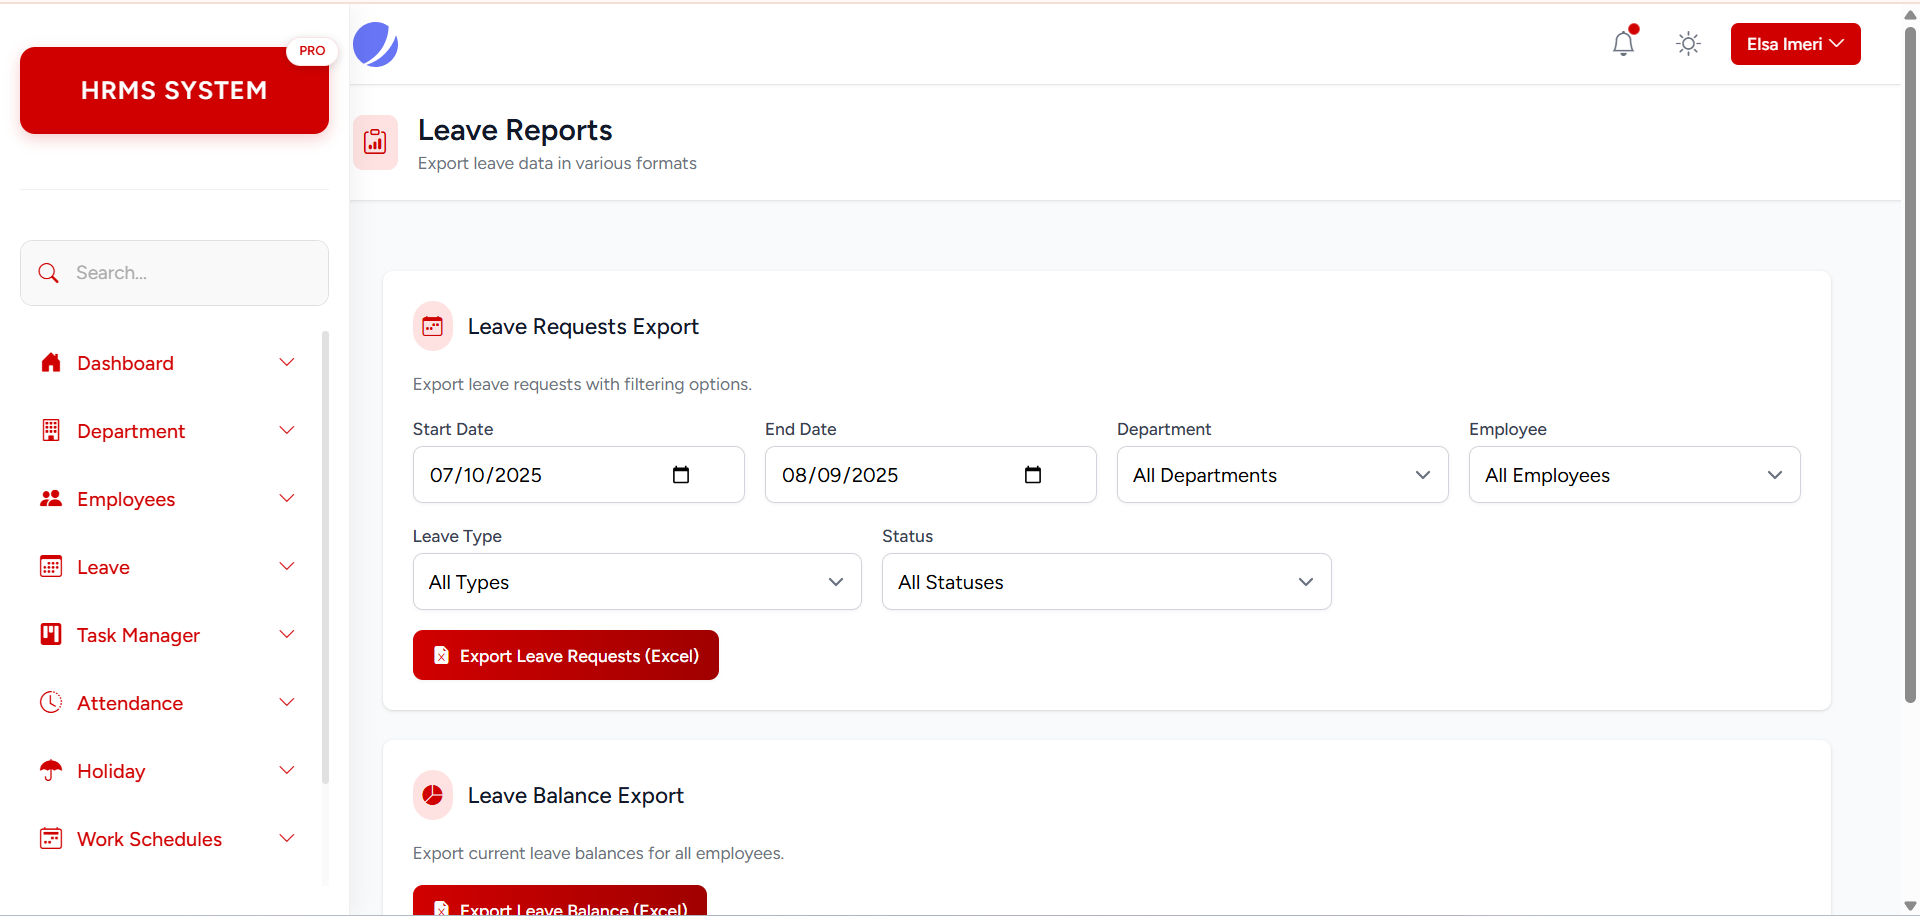 PRO
HRMS SYSTEM
Search...
Dashboard
Department
Employees
Leave
Task Manager
Attendance
Holiday
Work Schedules
Elsa Imeri
Leave Reports
Export leave data in various formats
Leave Requests Export
Export leave requests with filtering options.
Start Date
End Date
Department
Employee
07/10/2025
08/09/2025
All Departments
All Employees
Leave Type
Status
All Types
All Statuses
Export Leave Requests (Excel)
Leave Balance Export
Export current leave balances for all employees.
Export Leave Balance (Excel)